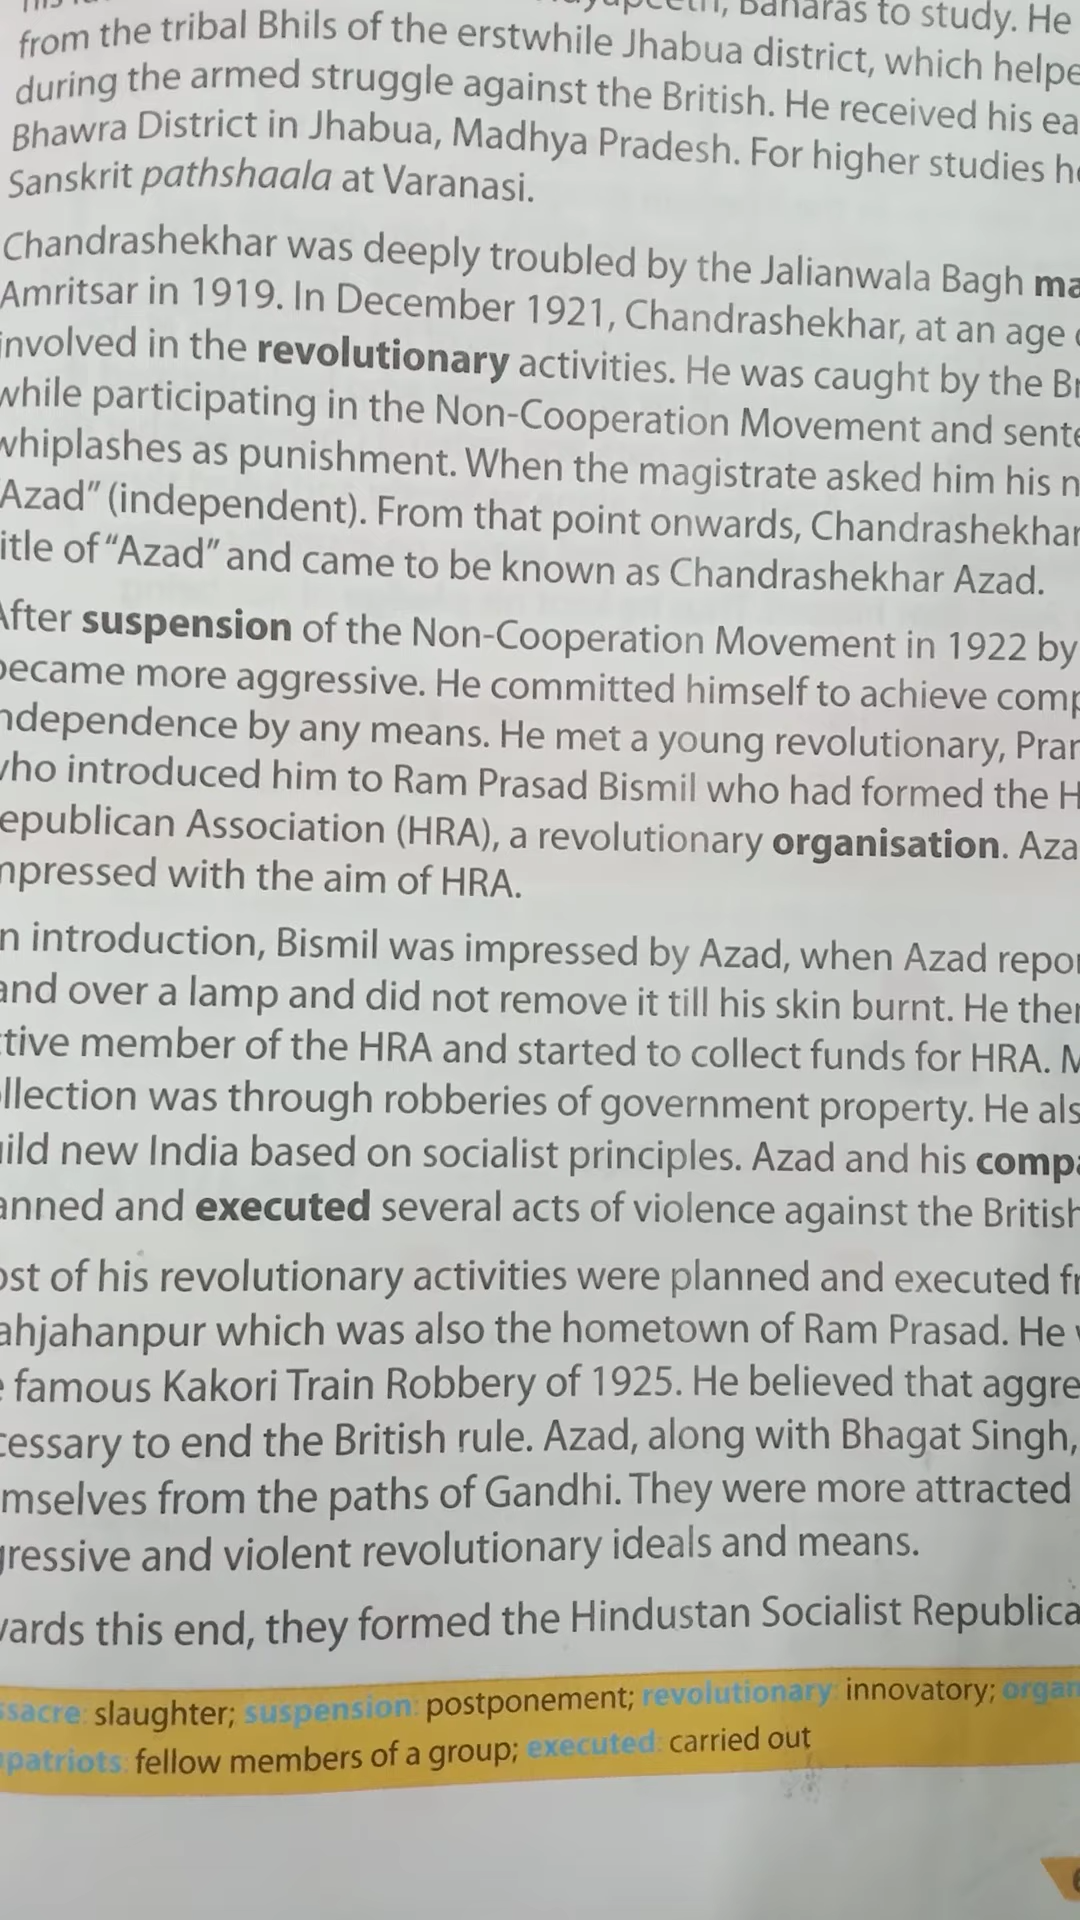 Banaras to study. He
from the tribal Bhils of the erstwhile Jhabua district, which helpe
during the armed struggle against the British. He received his ea
Bhawra District in Jhabua, Madhya Pradesh. For higher studies h
Sanskrit pathshaala at Varanasi.
Chandrashekhar was deeply troubled by the Jalianwala Bagh ma
Amritsar in 1919. In December 1921, Chandrashekhar, at an age
involved in the revolutionary activities. He was caught by the Br
while participating in the Non-Cooperation Movement and sente
whiplashes as punishment. When the magistrate asked him his n
Azad" (independent). From that point onwards, Chandrashekhar
itle of "Azad" and came to be known as Chandrashekhar Azad.
After suspension of the Non-Cooperation Movement in 1922 by
became more aggressive. He committed himself to achieve comp
ndependence by any means. He met a young revolutionary, Pran
who introduced him to Ram Prasad Bismil who had formed the H
epublican Association (HRA), a revolutionary organisation. Aza
mpressed with the aim of HRA.
n introduction, Bismil was impressed by Azad, when Azad repor
and over a lamp and did not remove it till his skin burnt. He then
ctive member of the HRA and started to collect funds for HRA. M
ollection was through robberies of government property. He als
uild new India based on socialist principles. Azad and his compa
anned and executed several acts of violence against the British
ost of his revolutionary activities were planned and executed fr
ahjahanpur which was also the hometown of Ram Prasad. He
e famous Kakori Train Robbery of 1925. He believed that aggre
cessary to end the British rule. Azad, along with Bhagat Singh,
mselves from the paths of Gandhi. They were more attracted
gressive and violent revolutionary ideals and means.
wards this end, they formed the Hindustan Socialist Republica
ssacre: slaughter; suspension: postponement; revolutionary: innovatory; organ
patriots: fellow members of a group; executed: carried out